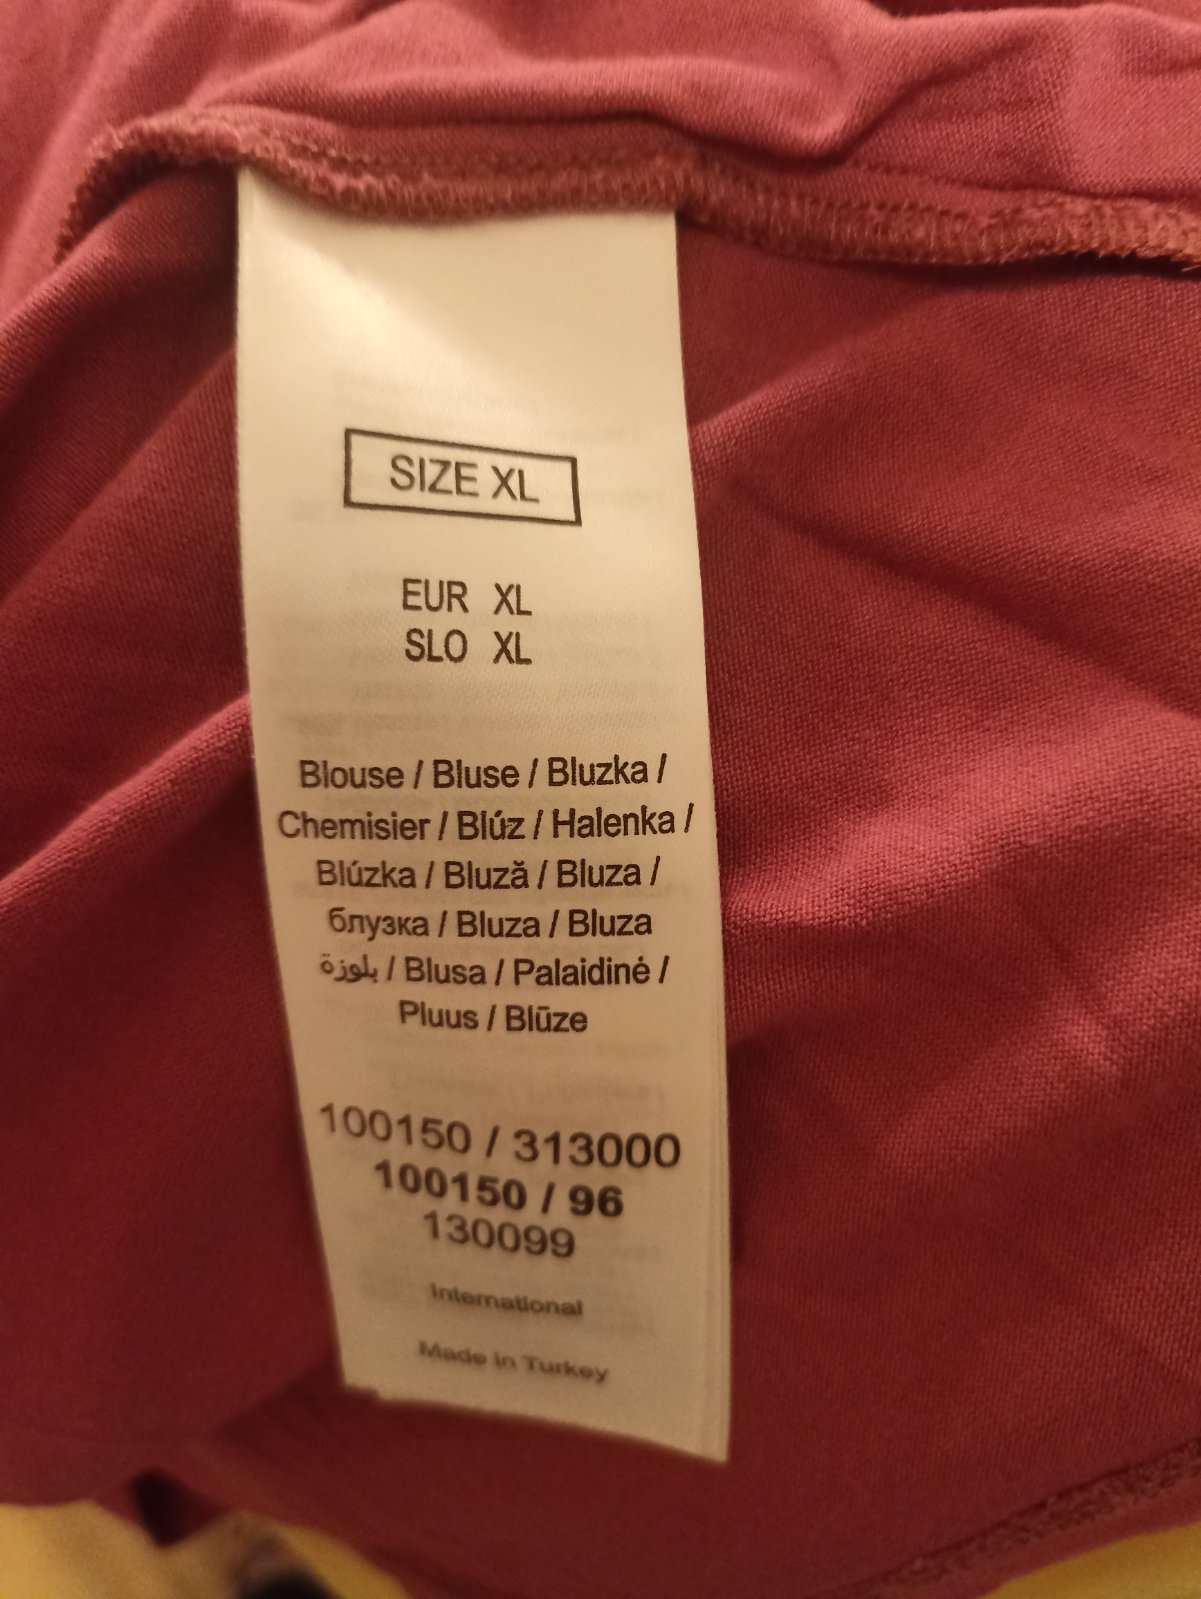 SIZE XL
EUR XL
SLO XL
Blouse / Bluse / Bluzka /
Chemisier / Blúz / Halenka /
Blúzka / Bluză / Bluza /
блузка / Bluza / Bluza
بلوزة / Blusa / Palaidinė /
Pluus / Blūze
100150 / 313000
100150 / 96
130099
International
Made in Turkey